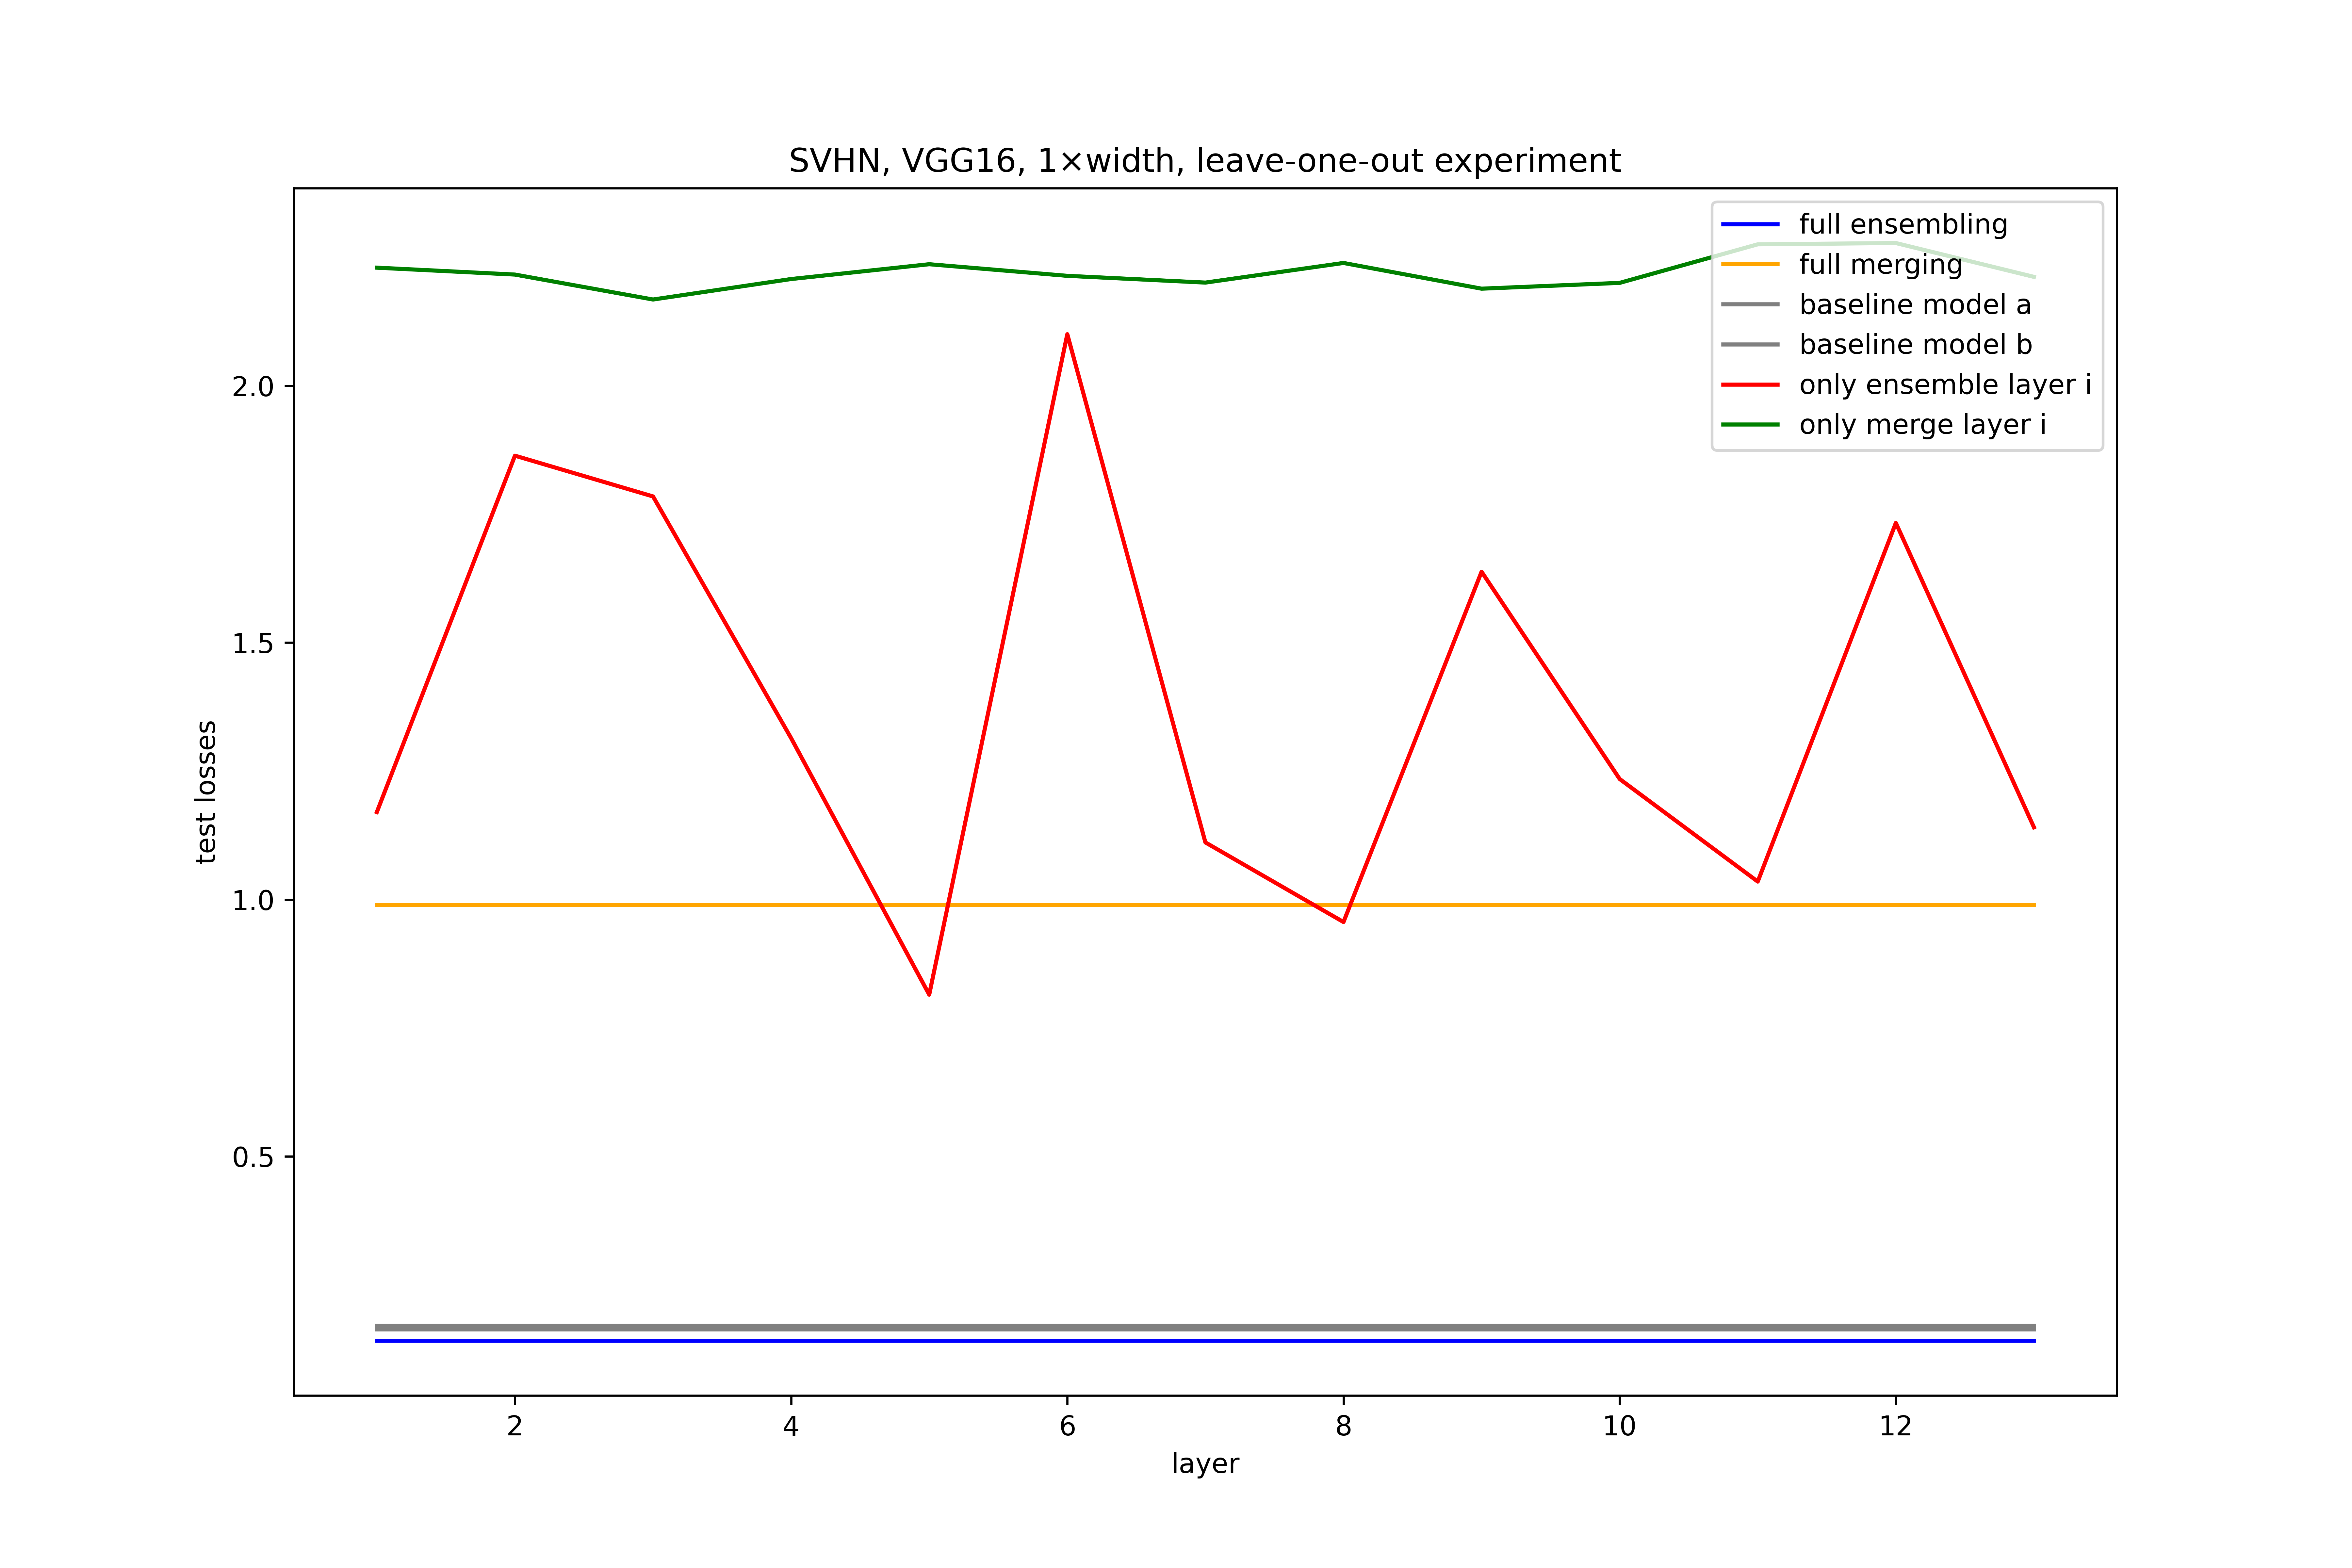 SVHN, VGG16, 1×width, leave-one-out experiment
full ensembling
full merging
baseline model a
baseline model b
only ensemble layer i
only merge layer i
2.0
1.5
1.0
0.5
test losses
2 4 6 8 10 12
layer